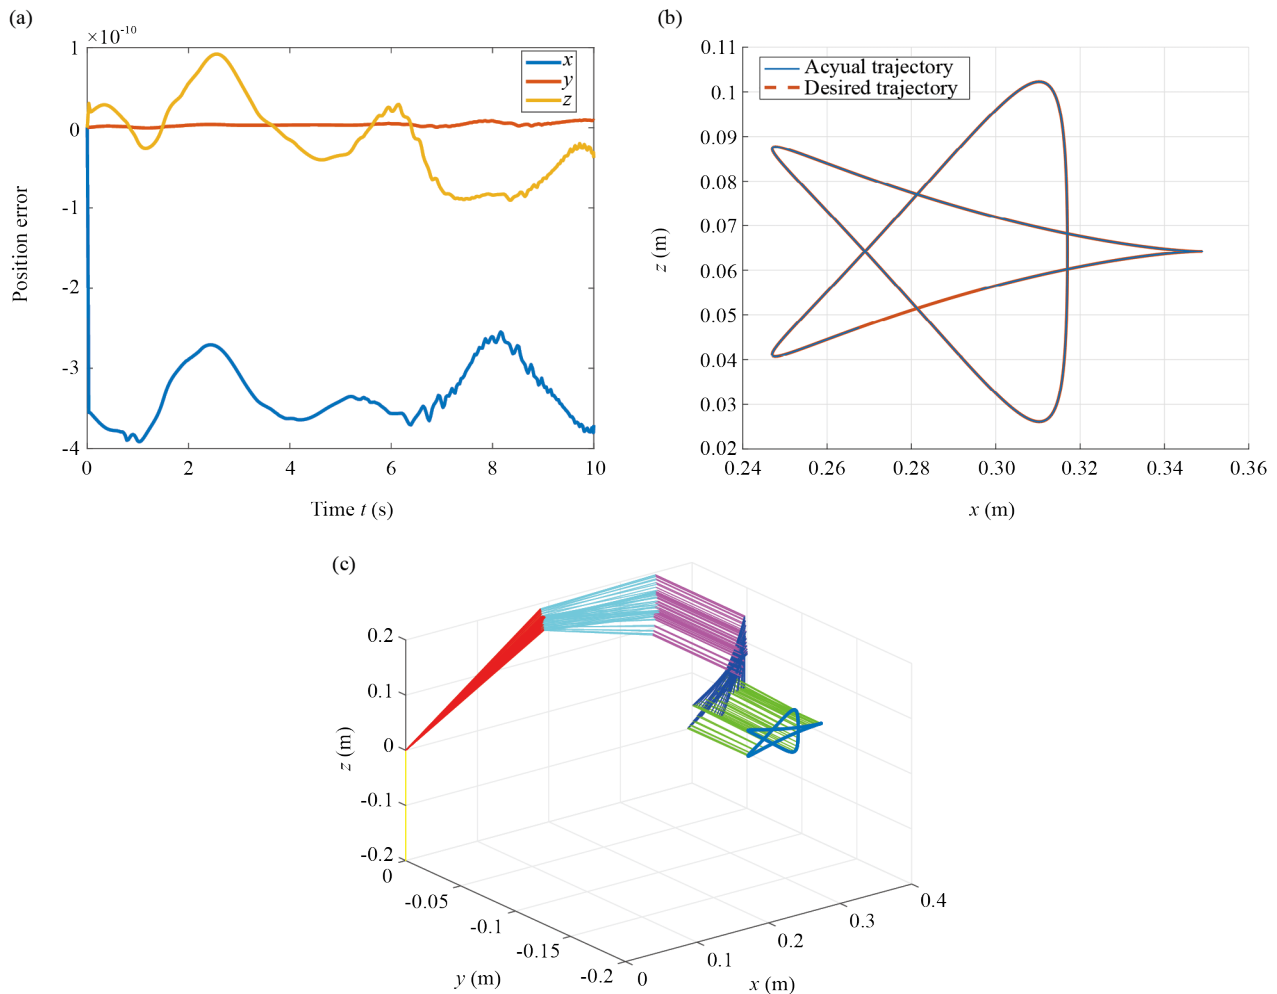 (a)
×10⁻¹⁰
1
0
-1
-2
-3
-4
0 2 4 6 8 10
Position error
Time t (s)
x
y
z
(b)
0.11
0.1
0.09
0.08
0.07
0.06
0.05
0.04
0.03
0.02
0.24 0.26 0.28 0.30 0.32 0.34 0.36
z (m)
x (m)
Acyual trajectory
Desired trajectory
(c)
0.2
0.1
0
-0.1
-0.2
z (m)
0
-0.05
-0.1
-0.15
-0.2
y (m)
0
0.1
0.2
0.3
0.4
x (m)